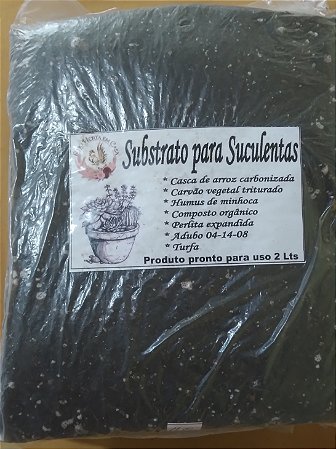 Substrato para Suculentas
* Casca de arroz carbonizada
* Carvão vegetal triturado
* Humus de minhoca
* Composto orgânico
* Perlita expandida
* Adubo 04-14-08
* Turfa
Produto pronto para uso 2 Lts